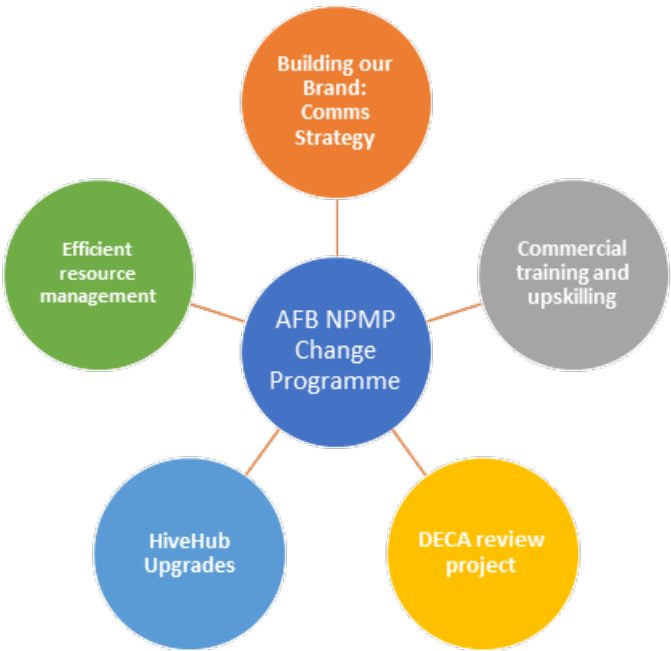 Building our
Brand:
Comms
Strategy
Efficient
resource
management
Commercial
training and
upskilling
AFB NPMP
Change
Programme
HiveHub
Upgrades
DECA review
project